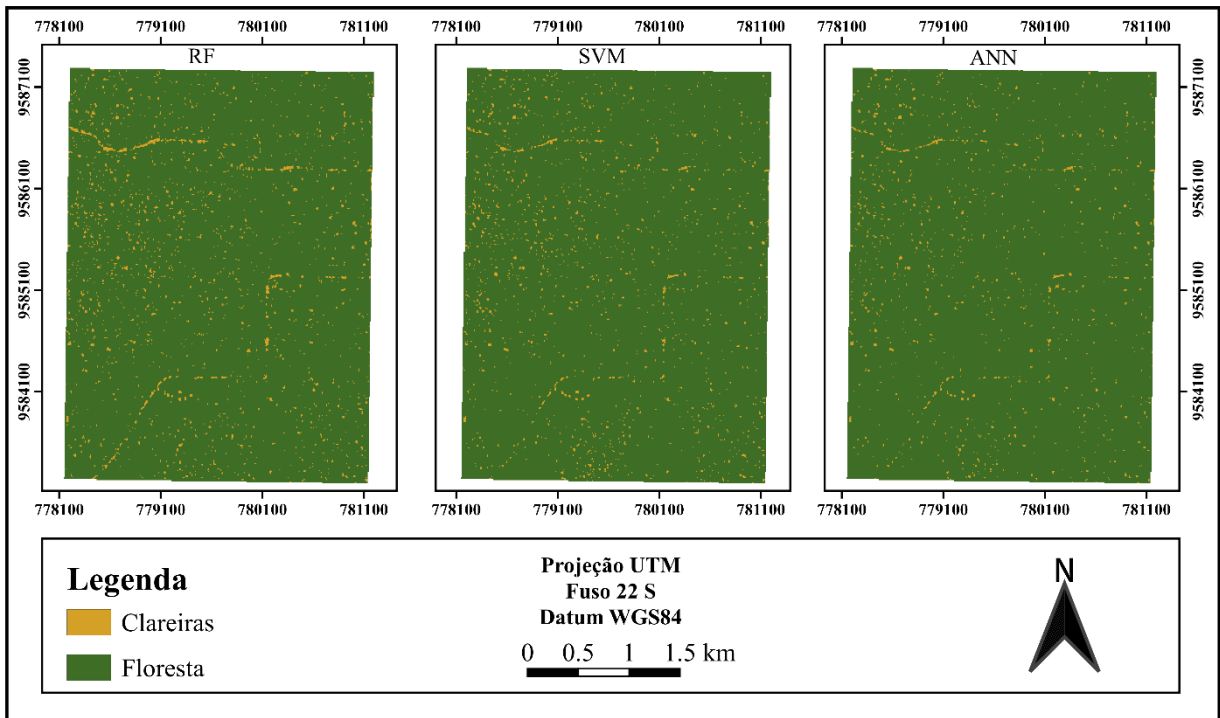 778100 779100 780100 781100 778100 779100 780100 781100 778100 779100 780100 781100
RF SVM ANN
9587100 9587100
9586100 9586100
9585100 9585100
9584100 9584100
778100 779100 780100 781100 778100 779100 780100 781100 778100 779100 780100 781100
Legenda
Clareiras
Floresta
Projeção UTM
Fuso 22 S
Datum WGS84
0 0.5 1 1.5 km
N